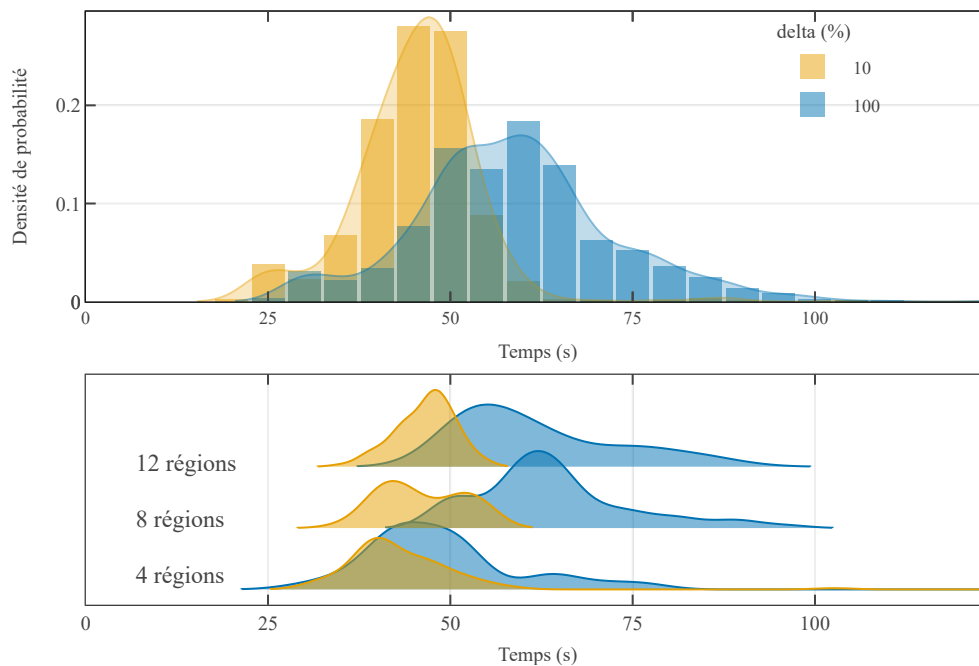 delta (%)
10
100
Densité de probabilité
0.2
0.1
0
0 25 50 75 100
Temps (s)
12 régions
8 régions
4 régions
0 25 50 75 100
Temps (s)